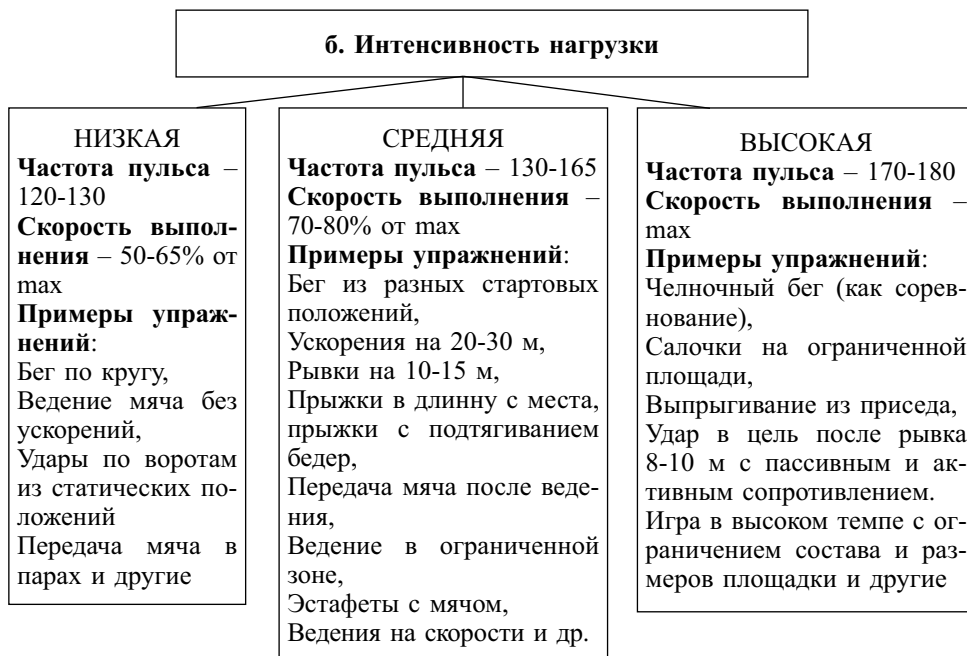 б. Интенсивность нагрузки
НИЗКАЯ
Частота пульса –
120-130
Скорость выпол-
нения – 50-65% от
max
Примеры упраж-
нений:
Бег по кругу,
Ведение мяча без
ускорений,
Удары по воротам
из статических по-
ложений
Передача мяча в
парах и другие
СРЕДНЯЯ
Частота пульса – 130-165
Скорость выполнения –
70-80% от max
Примеры упражнений:
Бег из разных стартовых
положений,
Ускорения на 20-30 м,
Рывки на 10-15 м,
Прыжки в длинну с места,
прыжки с подтягиванием
бедер,
Передача мяча после веде-
ния,
Ведение в ограниченной
зоне,
Эстафеты с мячом,
Ведения на скорости и др.
ВЫСОКАЯ
Частота пульса – 170-180
Скорость выполнения –
max
Примеры упражнений:
Челночный бег (как сорев-
нование),
Салочки на ограниченной
площади,
Выпрыгивание из приседа,
Удар в цель после рывка
8-10 м с пассивным и ак-
тивным сопротивлением.
Игра в высоком темпе с ог-
раничением состава и раз-
меров площадки и другие